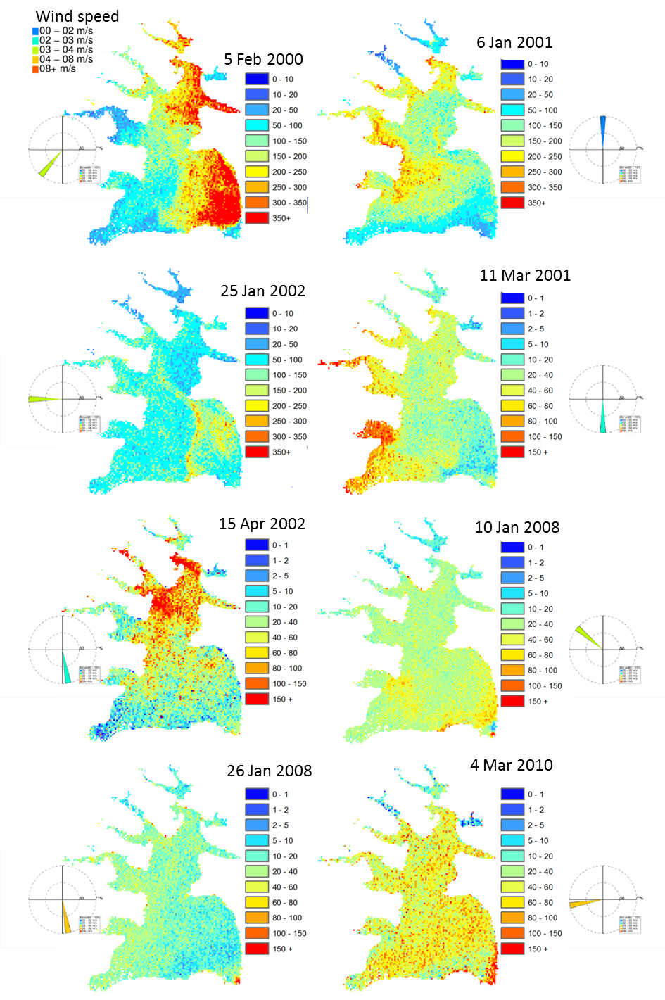 Wind speed
00 – 02 m/s
02 – 03 m/s
03 – 04 m/s
04 – 08 m/s
08+ m/s
5 Feb 2000
0 - 10
10 - 20
20 - 50
50 - 100
100 - 150
150 - 200
200 - 250
250 - 300
300 - 350
350+
6 Jan 2001
0 - 10
10 - 20
20 - 50
50 - 100
100 - 150
150 - 200
200 - 250
250 - 300
300 - 350
350+
25 Jan 2002
0 - 10
10 - 20
20 - 50
50 - 100
100 - 150
150 - 200
200 - 250
250 - 300
300 - 350
350+
11 Mar 2001
0 - 1
1 - 2
2 - 5
5 - 10
10 - 20
20 - 40
40 - 60
60 - 80
80 - 100
100 - 150
150 +
15 Apr 2002
0 - 1
1 - 2
2 - 5
5 - 10
10 - 20
20 - 40
40 - 60
60 - 80
80 - 100
100 - 150
150 +
10 Jan 2008
0 - 1
1 - 2
2 - 5
5 - 10
10 - 20
20 - 40
40 - 60
60 - 80
80 - 100
100 - 150
150 +
26 Jan 2008
0 - 1
1 - 2
2 - 5
5 - 10
10 - 20
20 - 40
40 - 60
60 - 80
80 - 100
100 - 150
150 +
4 Mar 2010
0 - 1
1 - 2
2 - 5
5 - 10
10 - 20
20 - 40
40 - 60
60 - 80
80 - 100
100 - 150
150 +